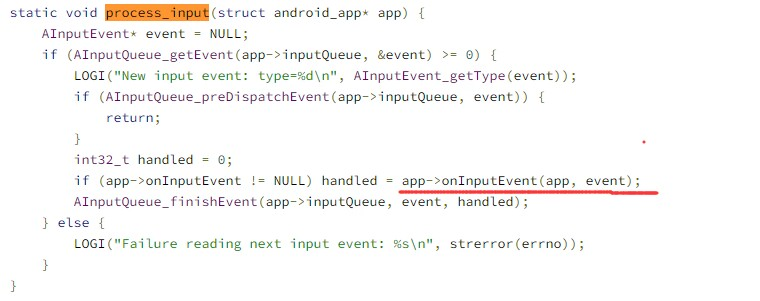 static void process_input(struct android_app* app) {
    AInputEvent* event = NULL;
    if (AInputQueue_getEvent(app->inputQueue, &event) >= 0) {
        LOGI("New input event: type=%d\n", AInputEvent_getType(event));
        if (AInputQueue_preDispatchEvent(app->inputQueue, event)) {
            return;
        }
        int32_t handled = 0;
        if (app->onInputEvent != NULL) handled = app->onInputEvent(app, event);
        AInputQueue_finishEvent(app->inputQueue, event, handled);
    } else {
        LOGI("Failure reading next input event: %s\n", strerror(errno));
    }
}